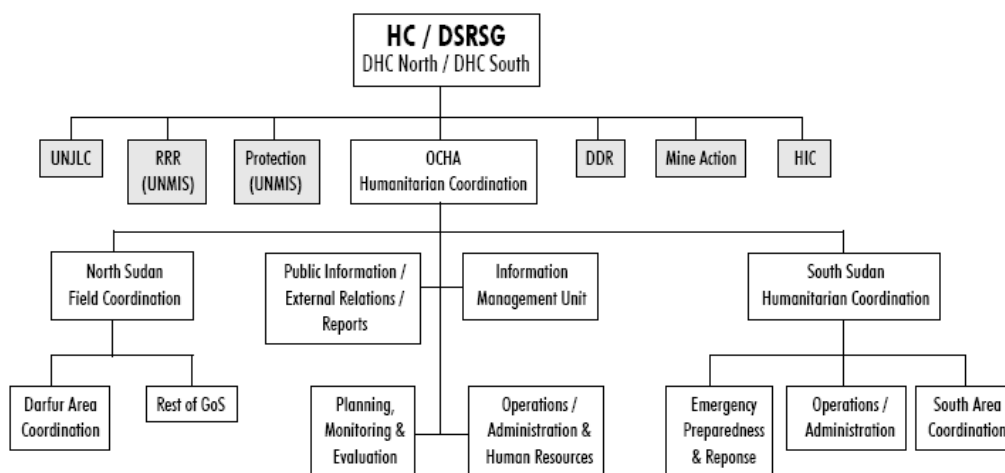 HC / DSRSG
DHC North / DHC South
UNJLC
RRR
(UNMIS)
Protection
(UNMIS)
OCHA
Humanitarian Coordination
DDR
Mine Action
HIC
North Sudan
Field Coordination
Public Information /
External Relations /
Reports
Information
Management Unit
South Sudan
Humanitarian Coordination
Darfur Area
Coordination
Rest of GoS
Planning,
Monitoring &
Evaluation
Operations /
Administration &
Human Resources
Emergency
Preparedness
& Reponse
Operations /
Administration
South Area
Coordination